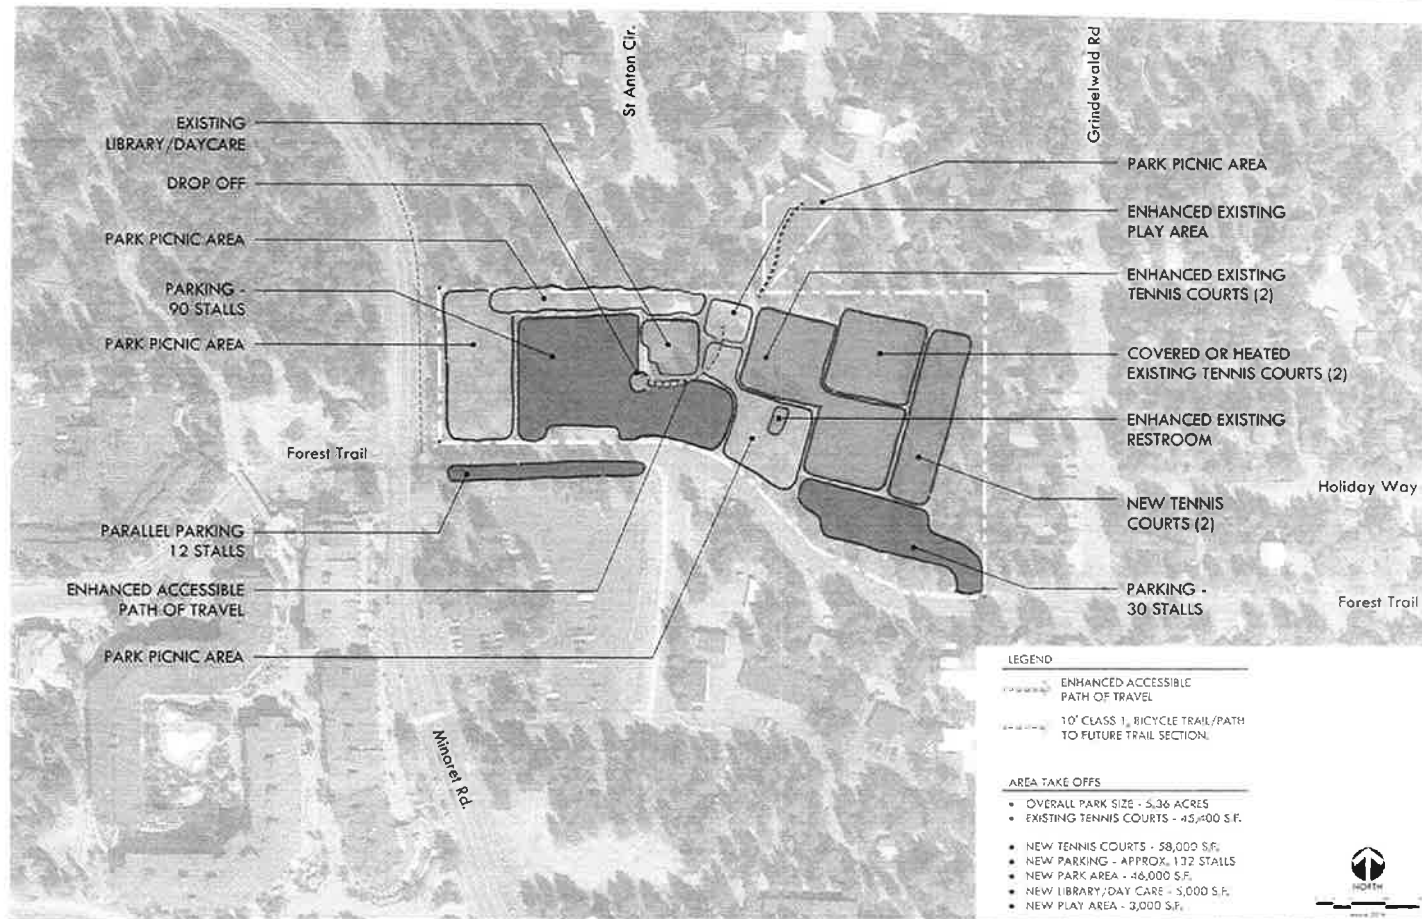 St Anton Cir.
Grindelwald Rd
EXISTING
LIBRARY/DAYCARE
DROP OFF
PARK PICNIC AREA
PARKING -
90 STALLS
PARK PICNIC AREA
Forest Trail
PARALLEL PARKING
12 STALLS
ENHANCED ACCESSIBLE
PATH OF TRAVEL
PARK PICNIC AREA
Minaret Rd.
PARK PICNIC AREA
ENHANCED EXISTING
PLAY AREA
ENHANCED EXISTING
TENNIS COURTS (2)
COVERED OR HEATED
EXISTING TENNIS COURTS (2)
ENHANCED EXISTING
RESTROOM
Holiday Way
NEW TENNIS
COURTS (2)
PARKING -
30 STALLS
Forest Trail
LEGEND
ENHANCED ACCESSIBLE
PATH OF TRAVEL
10' CLASS 1, BICYCLE TRAIL/PATH
TO FUTURE TRAIL SECTION.
AREA TAKE OFFS
• OVERALL PARK SIZE - 5.36 ACRES
• EXISTING TENNIS COURTS - 45,400 S.F.
• NEW TENNIS COURTS - 58,000 S.F.
• NEW PARKING - APPROX. 132 STALLS
• NEW PARK AREA - 46,000 S.F.
• NEW LIBRARY/DAY CARE - 5,000 S.F.
• NEW PLAY AREA - 3,000 S.F.
NORTH